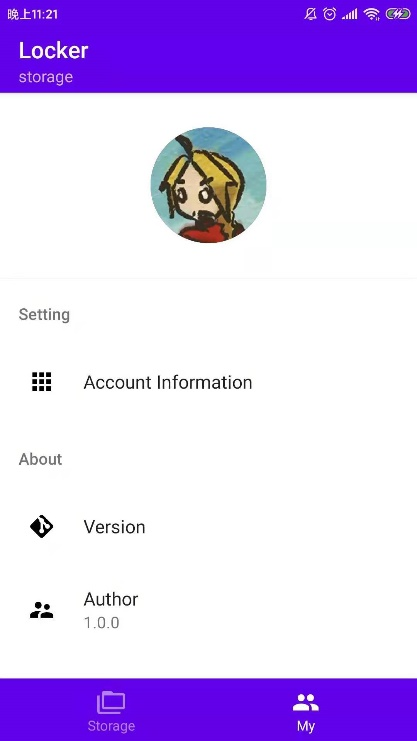 晚上11:21
Locker
storage
Setting
Account Information
About
Version
Author
1.0.0
Storage
My